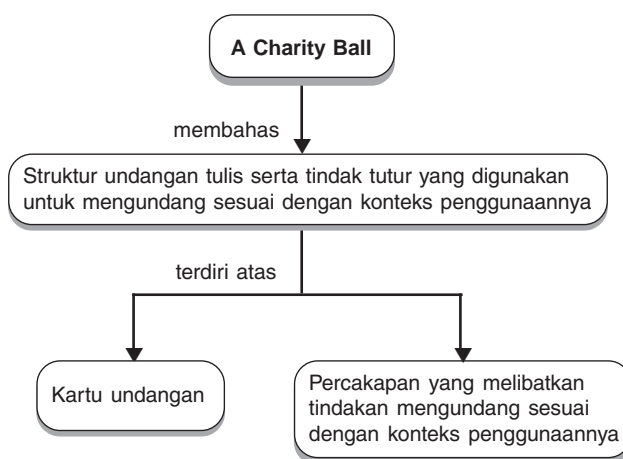 A Charity Ball
membahas
Struktur undangan tulis serta tindak tutur yang digunakan
untuk mengundang sesuai dengan konteks penggunaannya
terdiri atas
Kartu undangan
Percakapan yang melibatkan
tindakan mengundang sesuai
dengan konteks penggunaannya